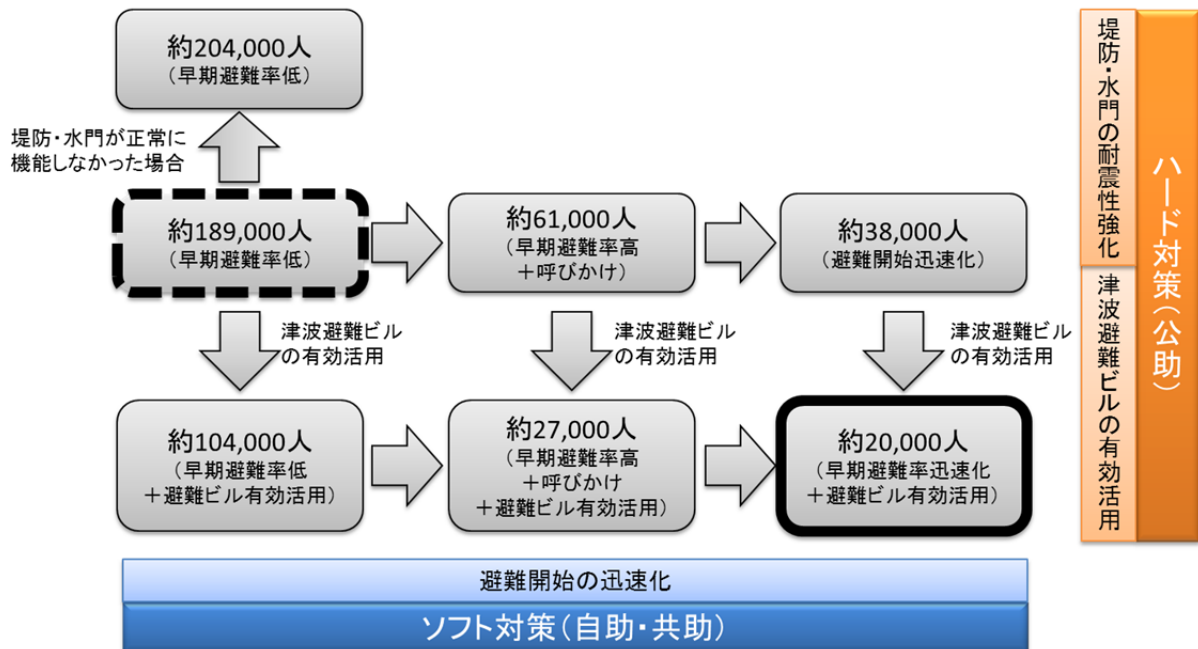 約204,000人
（早期避難率低）
堤防・水門が正常に
機能しなかった場合
約189,000人
（早期避難率低）
約61,000人
（早期避難率高
＋呼びかけ）
約38,000人
（避難開始迅速化）
津波避難ビル
の有効活用
津波避難ビル
の有効活用
津波避難ビル
の有効活用
約104,000人
（早期避難率低
＋避難ビル有効活用）
約27,000人
（早期避難率高
＋呼びかけ
＋避難ビル有効活用）
約20,000人
（早期避難率迅速化
＋避難ビル有効活用）
避難開始の迅速化
ソフト対策（自助・共助）
堤防・水門の耐震性強化
津波避難ビルの有効活用
ハード対策（公助）